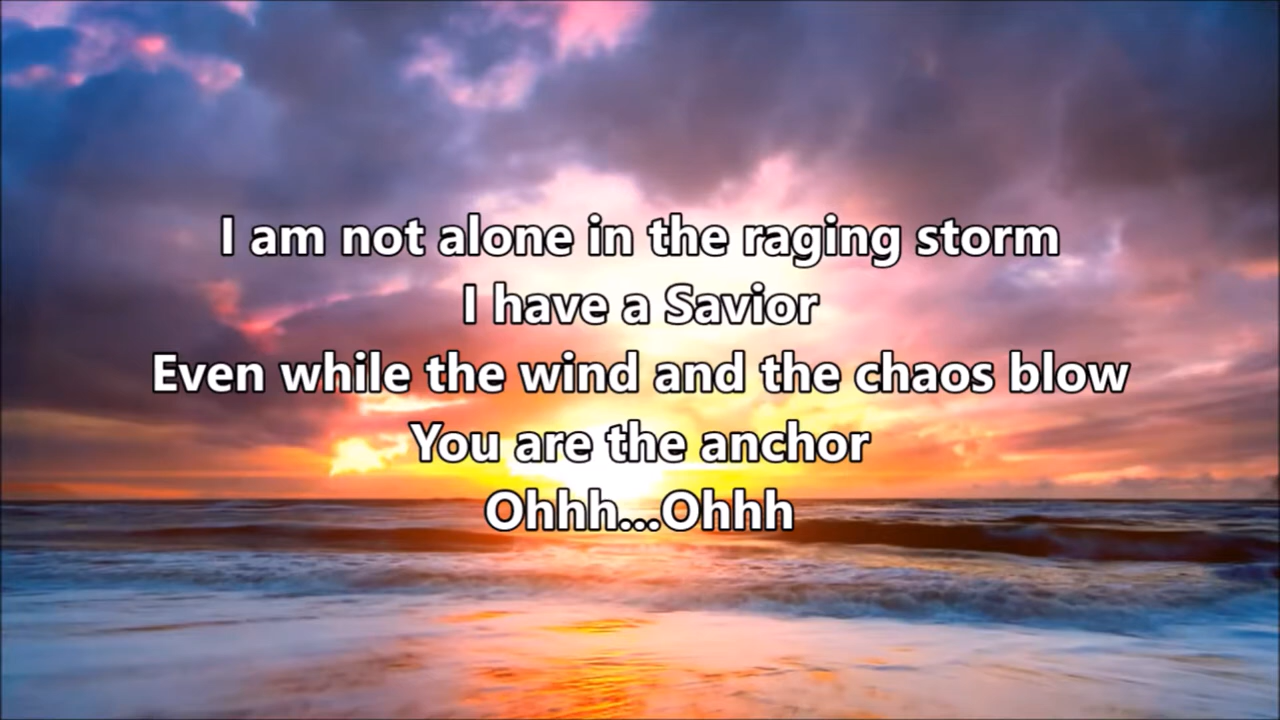 I am not alone in the raging storm
I have a Savior
Even while the wind and the chaos blow
You are the anchor
Ohhh...Ohhh